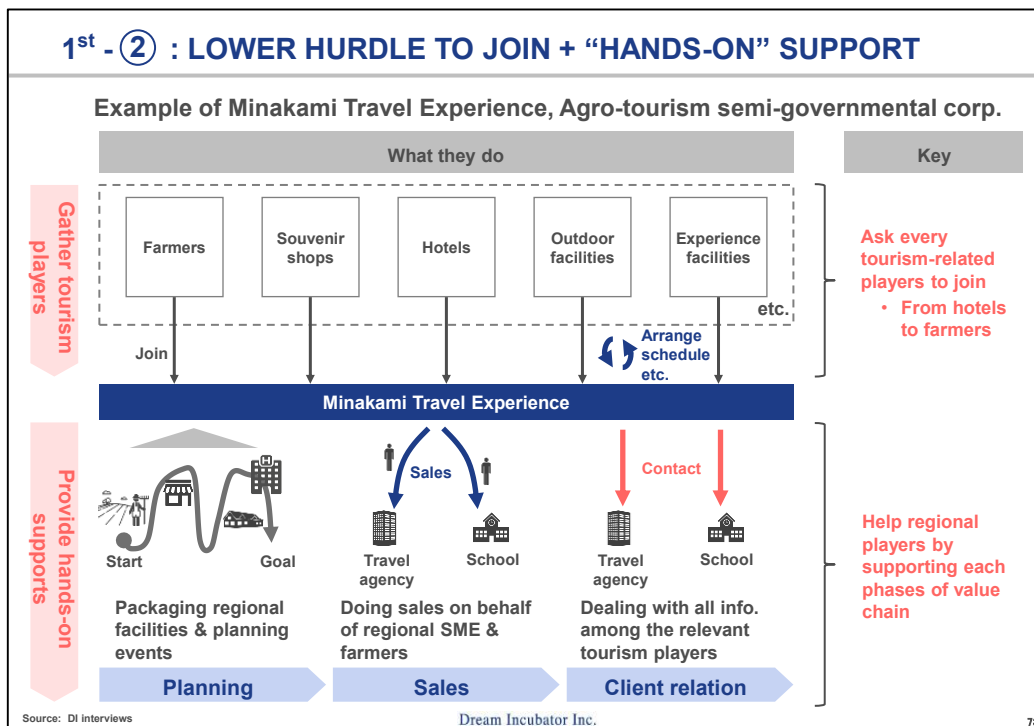 1st - ② : LOWER HURDLE TO JOIN + “HANDS-ON” SUPPORT
Example of Minakami Travel Experience, Agro-tourism semi-governmental corp.
What they do
Key
Gather tourism
players
Farmers
Souvenir
shops
Hotels
Outdoor
facilities
Experience
facilities
etc.
Join
Arrange
schedule
etc.
Ask every
tourism-related
players to join
• From hotels
to farmers
Minakami Travel Experience
Provide hands-on
supports
Start
Goal
Sales
Travel
agency
School
Contact
Travel
agency
School
Packaging regional
facilities & planning
events
Doing sales on behalf
of regional SME &
farmers
Dealing with all info.
among the relevant
tourism players
Help regional
players by
supporting each
phases of value
chain
Planning
Sales
Client relation
Source: DI interviews
Dream Incubator Inc.